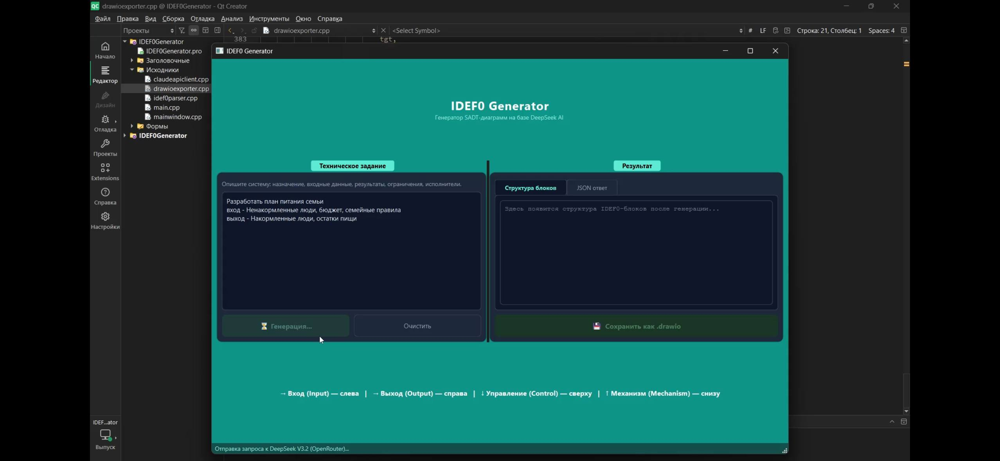 QC drawioexporter.cpp @ IDEF0Generator - Qt Creator
Файл Правка Вид Сборка Отладка Анализ Инструменты Окно Справка
Проекты drawioexporter.cpp <Select Symbol> # LF Строка: 21, Столбец: 1 Spaces: 4
383 tgt,
Начало
Редактор
Дизайн
Отладка
Проекты
Extensions
Справка
Настройки
IDEF...ator
Выпуск
IDEF0Generator
IDEF0Generator.pro
Заголовочные
Исходники
claudeapiclient.cpp
drawioexporter.cpp
idef0parser.cpp
main.cpp
mainwindow.cpp
Формы
IDEF0Generator
IDEF0 Generator
IDEF0 Generator
Генератор SADT-диаграмм на базе DeepSeek AI
Техническое задание
Опишите систему: назначение, входные данные, результаты, ограничения, исполнители.
Разработать план питания семьи
вход - Ненакормленные люди, бюджет, семейные правила
выход - Накормленные люди, остатки пищи
⏳ Генерация...
Очистить
Результат
Структура блоков JSON ответ
Здесь появится структура IDEF0-блоков после генерации...
💾 Сохранить как .drawio
→ Вход (Input) — слева | → Выход (Output) — справа | ↓ Управление (Control) — сверху | ↑ Механизм (Mechanism) — снизу
Отправка запроса к DeepSeek V3.2 (OpenRouter)...